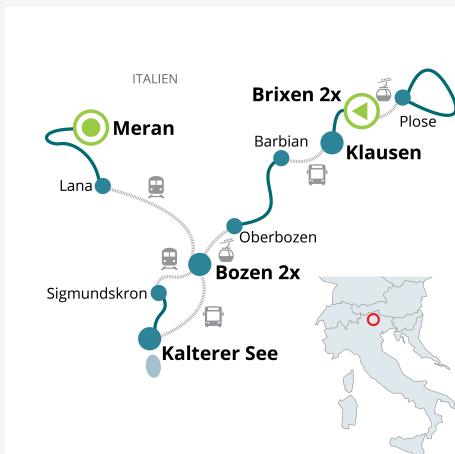 ITALIEN
Brixen 2x
Plose
Meran
Barbian
Klausen
Lana
Oberbozen
Bozen 2x
Sigmundskron
Kalterer See